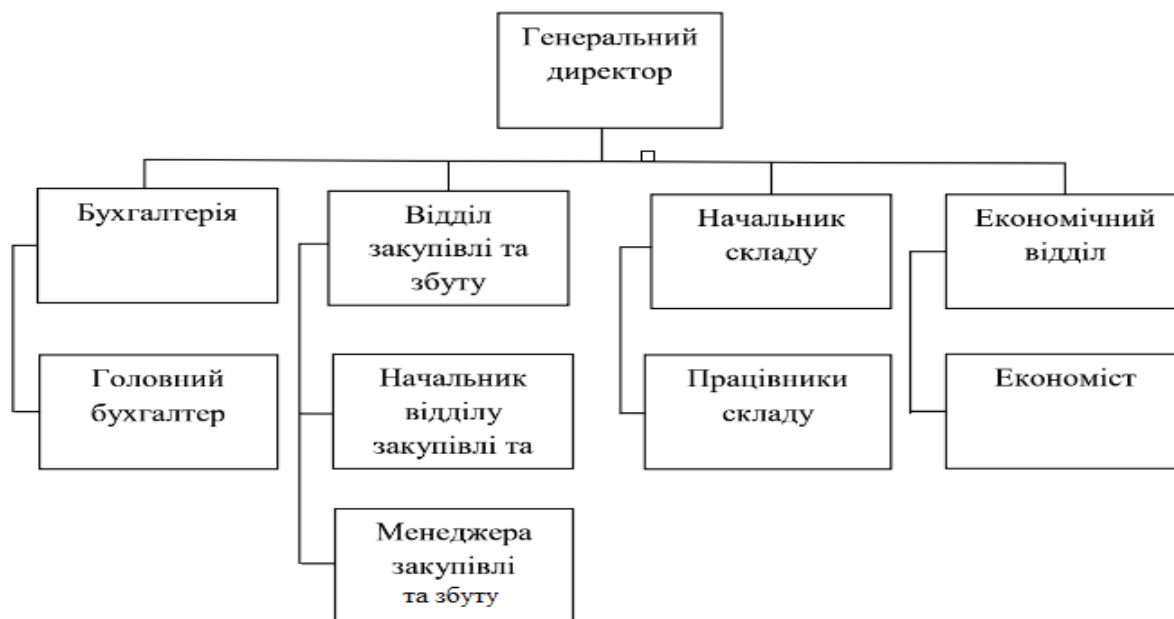 Генеральний
директор
Бухгалтерія
Відділ
закупівлі та
збуту
Начальник
складу
Економічний
відділ
Головний
бухгалтер
Начальник
відділу
закупівлі та
Працівники
складу
Економіст
Менеджера
закупівлі
та збуту